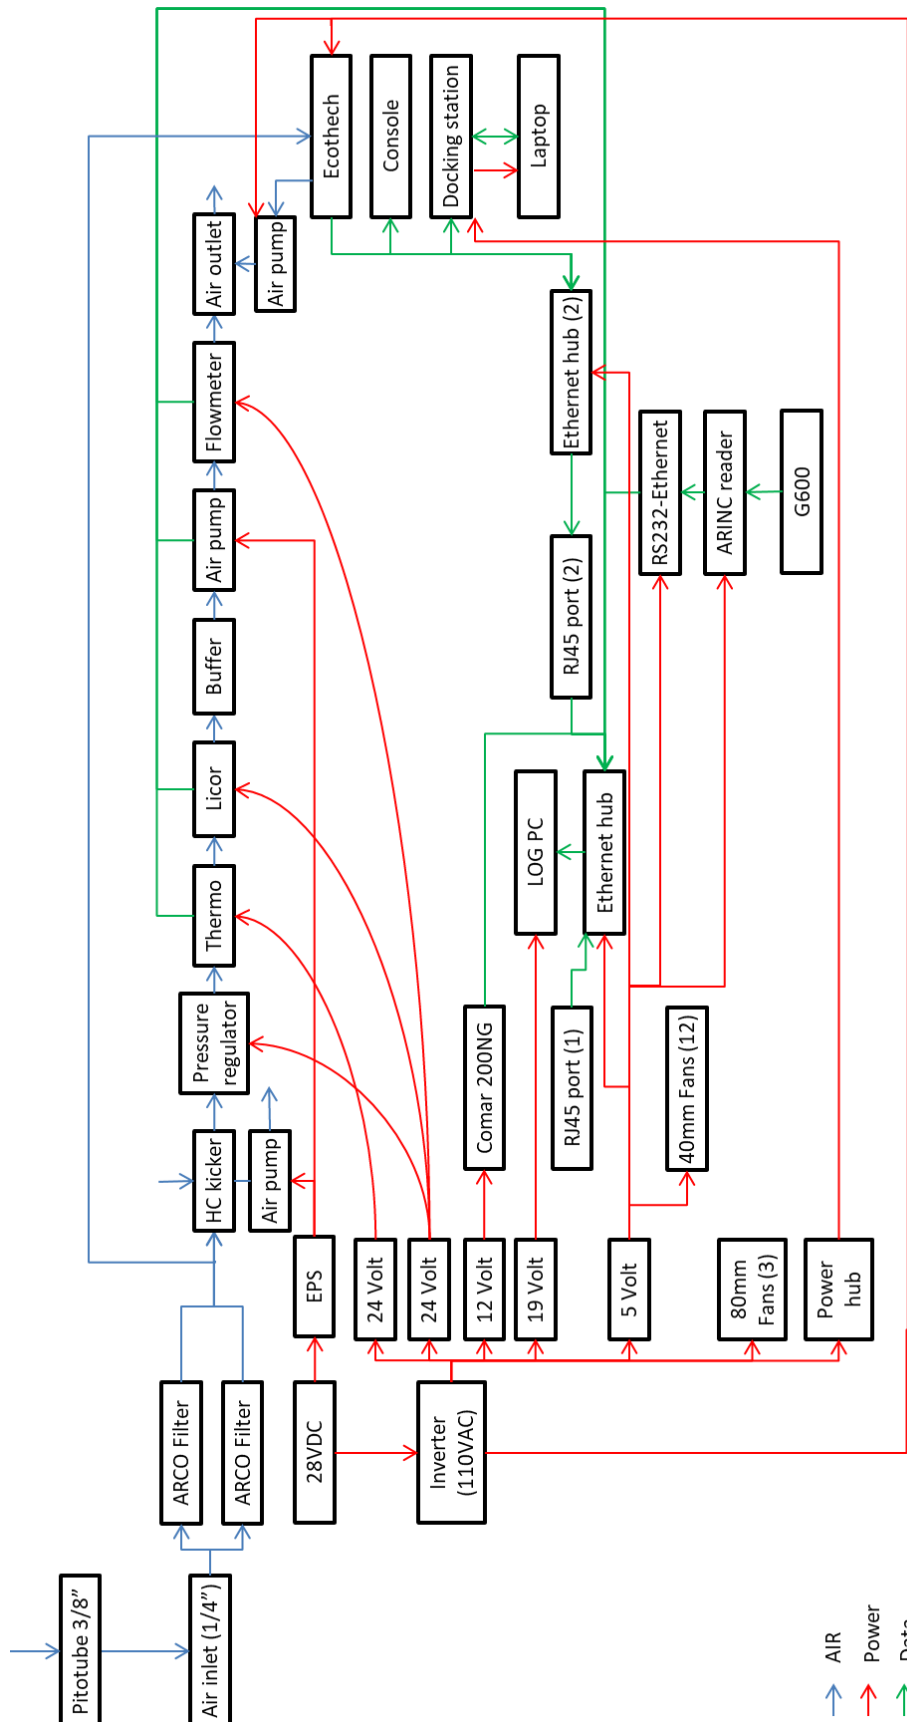 Pitotube 3/8”
Air inlet (1/4”)
ARCO Filter
ARCO Filter
HC kicker
Air pump
Pressure
regulator
Thermo
Licor
Buffer
Air pump
Flowmeter
Air outlet
Air pump
Ecothech
Console
Docking station
Laptop
28VDC
EPS
Inverter
(110VAC)
24 Volt
24 Volt
12 Volt
19 Volt
5 Volt
80mm
Fans (3)
Power
hub
Comar 200NG
RJ45 port (1)
40mm Fans (12)
LOG PC
Ethernet hub
RJ45 port (2)
Ethernet hub (2)
RS232-Ethernet
ARINC reader
G600
AIR
Power
Data